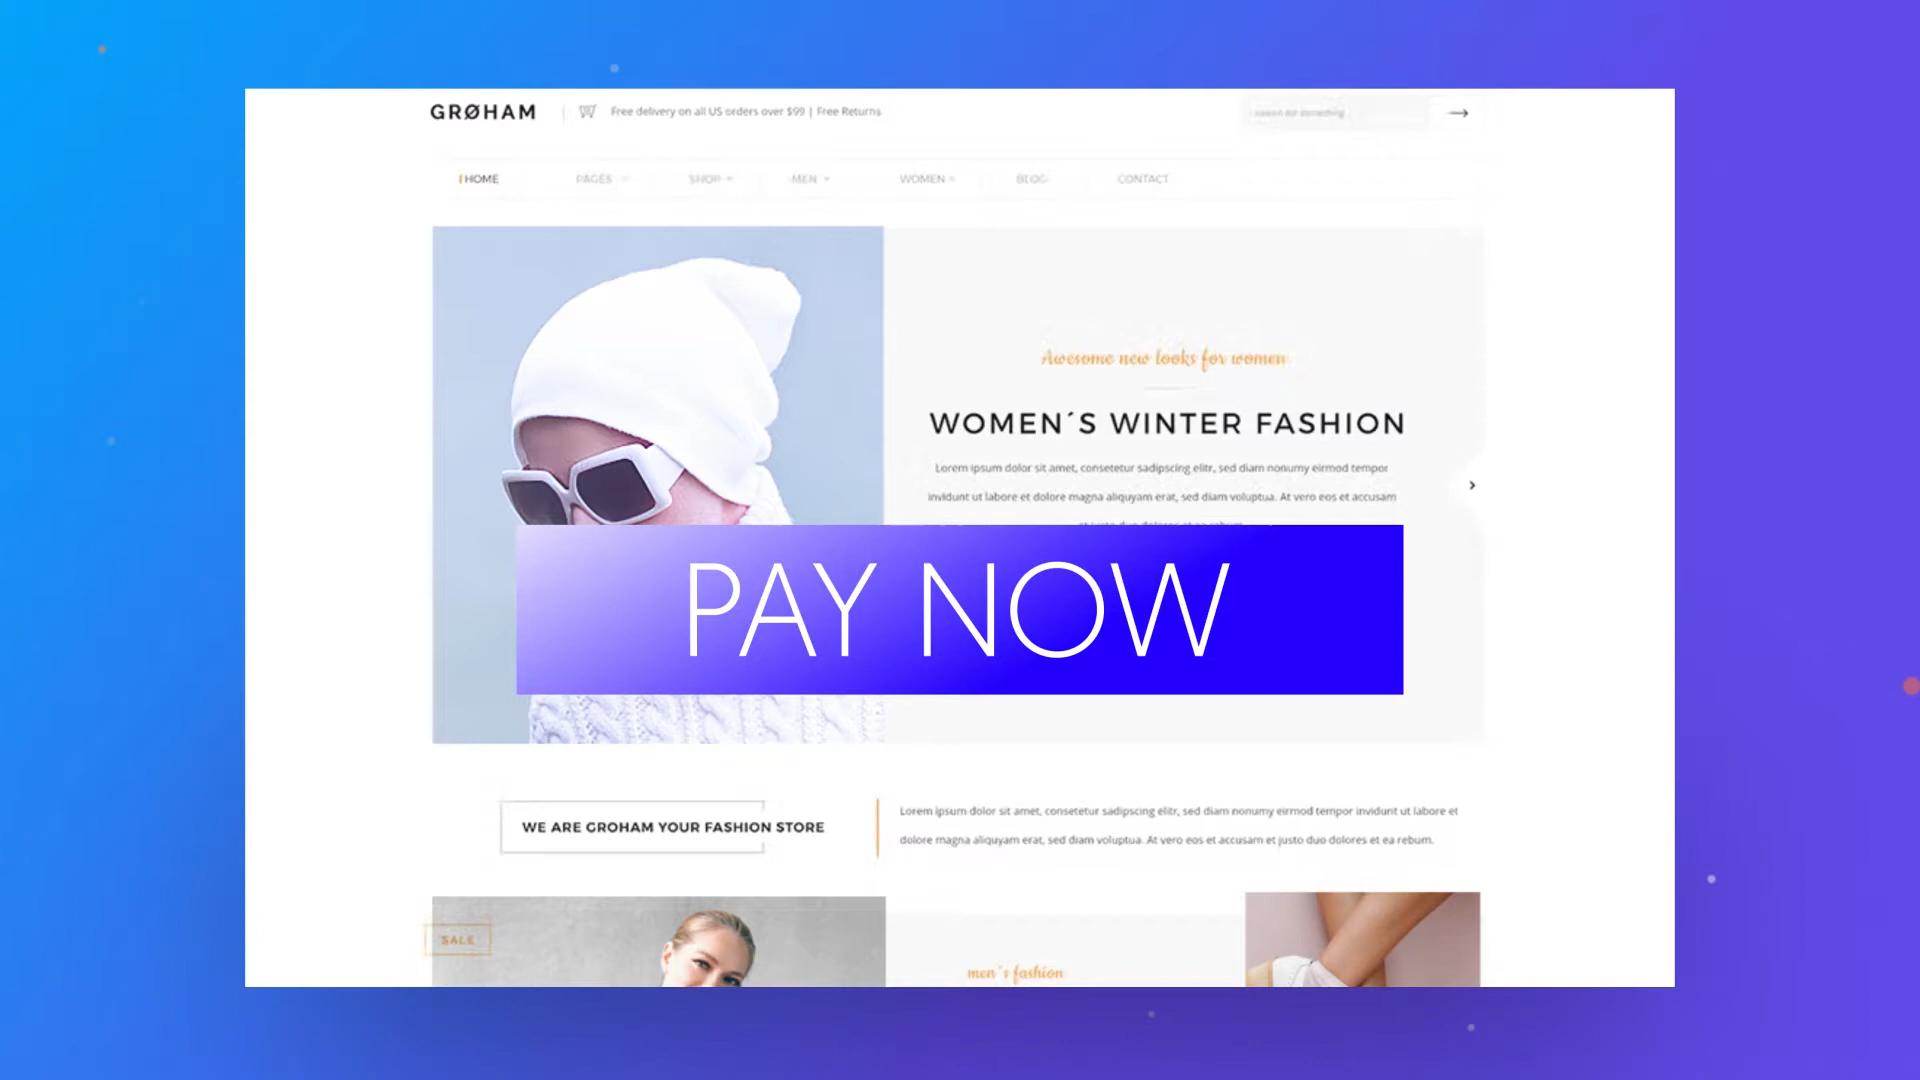 GRØHAM
Free delivery on all US orders over $99 | Free Returns
HOME PAGES SHOP MEN WOMEN BLOG CONTACT
Awesome new looks for women
WOMEN´S WINTER FASHION
Lorem ipsum dolor sit amet, consetetur sadipscing elitr, sed diam nonumy eirmod tempor
invidunt ut labore et dolore magna aliquyam erat, sed diam voluptua. At vero eos et accusam
PAY NOW
WE ARE GROHAM YOUR FASHION STORE
Lorem ipsum dolor sit amet, consetetur sadipscing elitr, sed diam nonumy eirmod tempor invidunt ut labore et
dolore magna aliquyam erat, sed diam voluptua. At vero eos et accusam et justo duo dolores et ea rebum.
SALE
men´s fashion